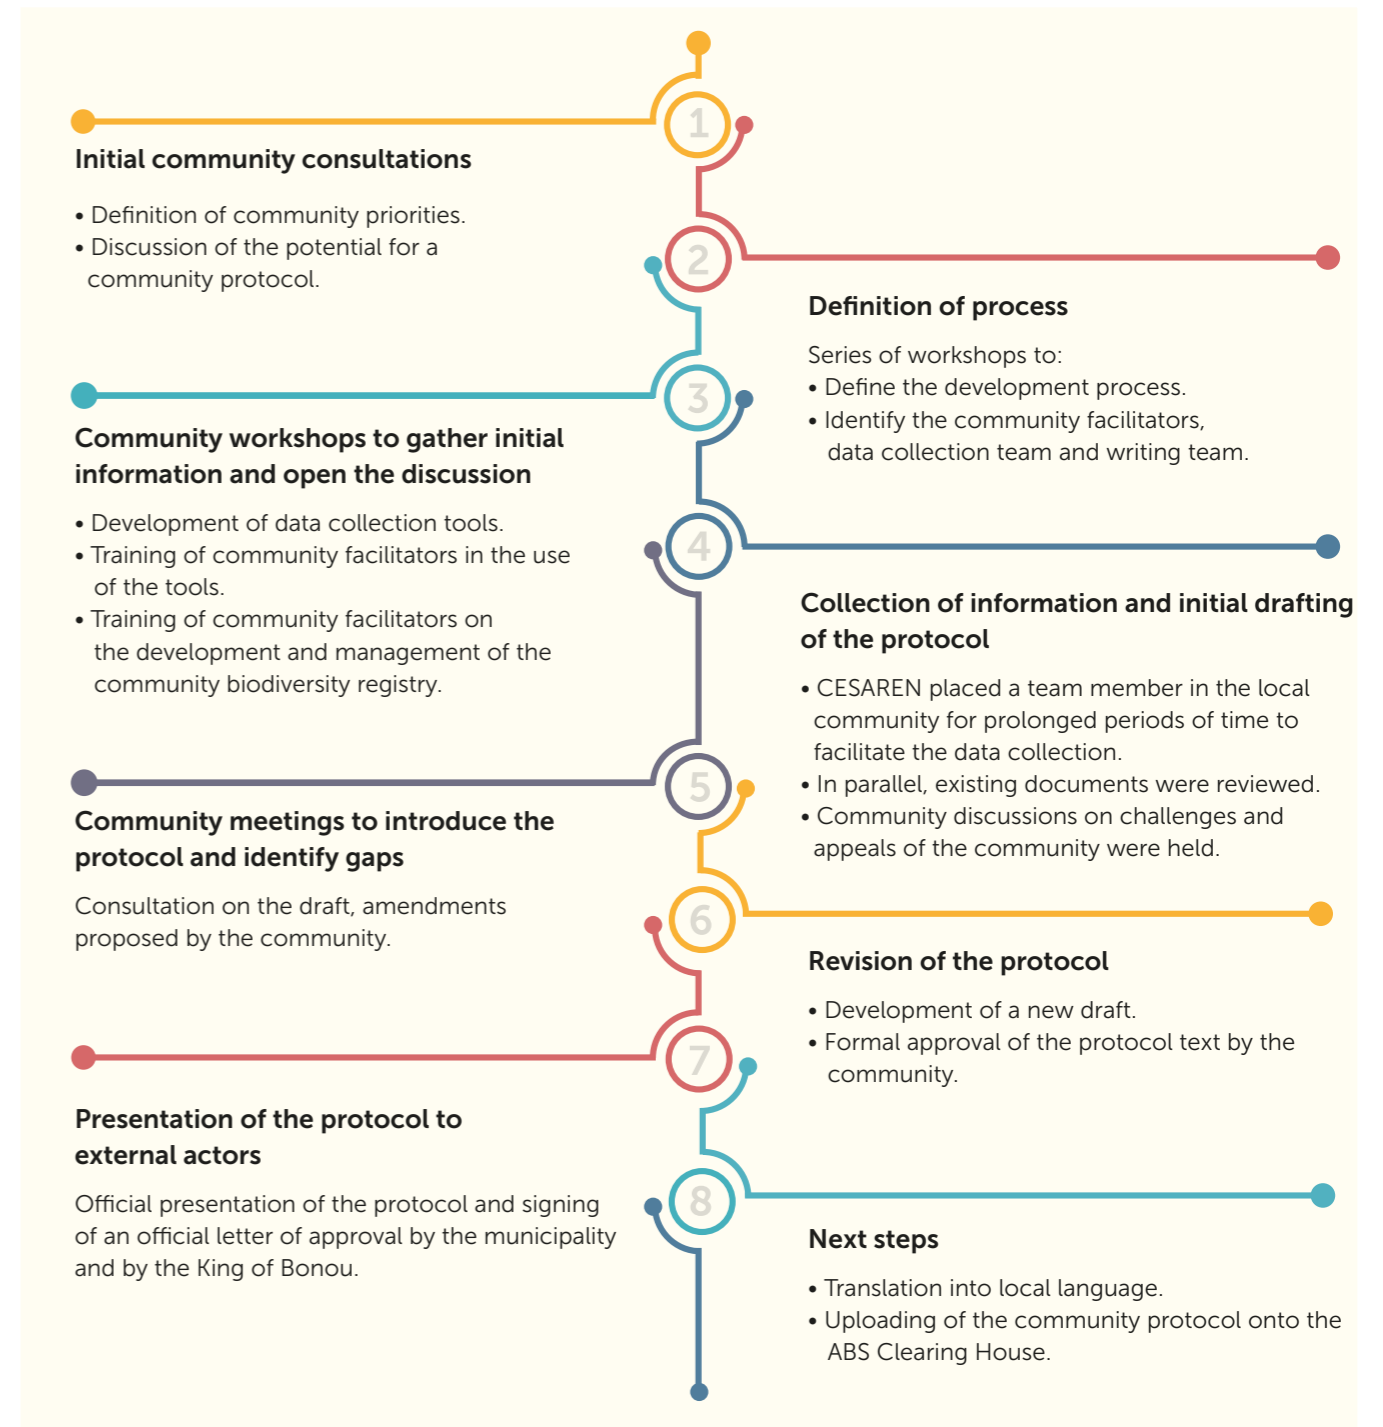 1
Initial community consultations
• Definition of community priorities.
• Discussion of the potential for a
community protocol.
2
Definition of process
Series of workshops to:
• Define the development process.
• Identify the community facilitators,
data collection team and writing team.
3
Community workshops to gather initial
information and open the discussion
• Development of data collection tools.
• Training of community facilitators in the use
of the tools.
• Training of community facilitators on
the development and management of the
community biodiversity registry.
4
Collection of information and initial drafting
of the protocol
• CESAREN placed a team member in the local
community for prolonged periods of time to
facilitate the data collection.
• In parallel, existing documents were reviewed.
• Community discussions on challenges and
appeals of the community were held.
5
Community meetings to introduce the
protocol and identify gaps
Consultation on the draft, amendments
proposed by the community.
6
Revision of the protocol
• Development of a new draft.
• Formal approval of the protocol text by the
community.
7
Presentation of the protocol to
external actors
Official presentation of the protocol and signing
of an official letter of approval by the municipality
and by the King of Bonou.
8
Next steps
• Translation into local language.
• Uploading of the community protocol onto the
ABS Clearing House.